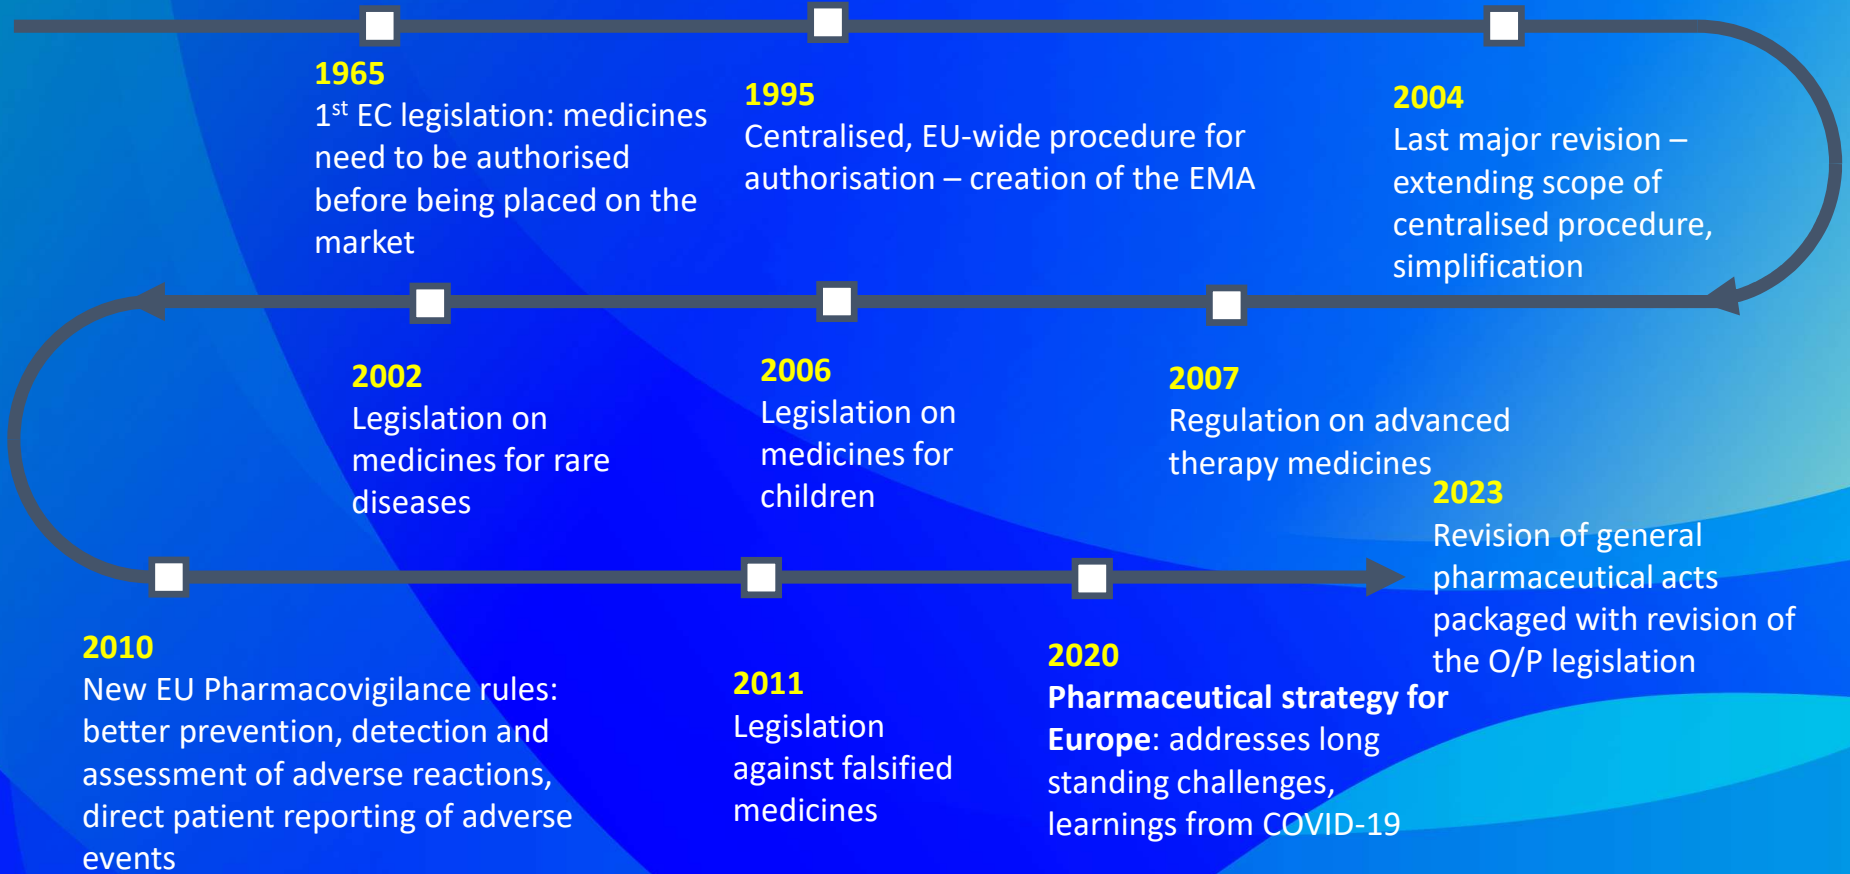 1965
1st EC legislation: medicines
need to be authorised
before being placed on the
market
1995
Centralised, EU-wide procedure for
authorisation – creation of the EMA
2004
Last major revision –
extending scope of
centralised procedure,
simplification
2002
Legislation on
medicines for rare
diseases
2006
Legislation on
medicines for
children
2007
Regulation on advanced
therapy medicines
2010
New EU Pharmacovigilance rules:
better prevention, detection and
assessment of adverse reactions,
direct patient reporting of adverse
events
2011
Legislation
against falsified
medicines
2020
Pharmaceutical strategy for
Europe: addresses long
standing challenges,
learnings from COVID-19
2023
Revision of general
pharmaceutical acts
packaged with revision of
the O/P legislation